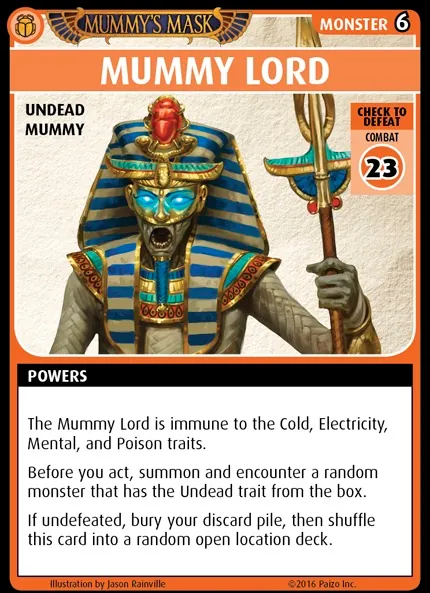 MUMMY'S MASK
MONSTER 6
MUMMY LORD
UNDEAD
MUMMY
CHECK TO
DEFEAT
COMBAT
23
POWERS
The Mummy Lord is immune to the Cold, Electricity,
Mental, and Poison traits.
Before you act, summon and encounter a random
monster that has the Undead trait from the box.
If undefeated, bury your discard pile, then shuffle
this card into a random open location deck.
Illustration by Jason Rainville
©2016 Paizo Inc.